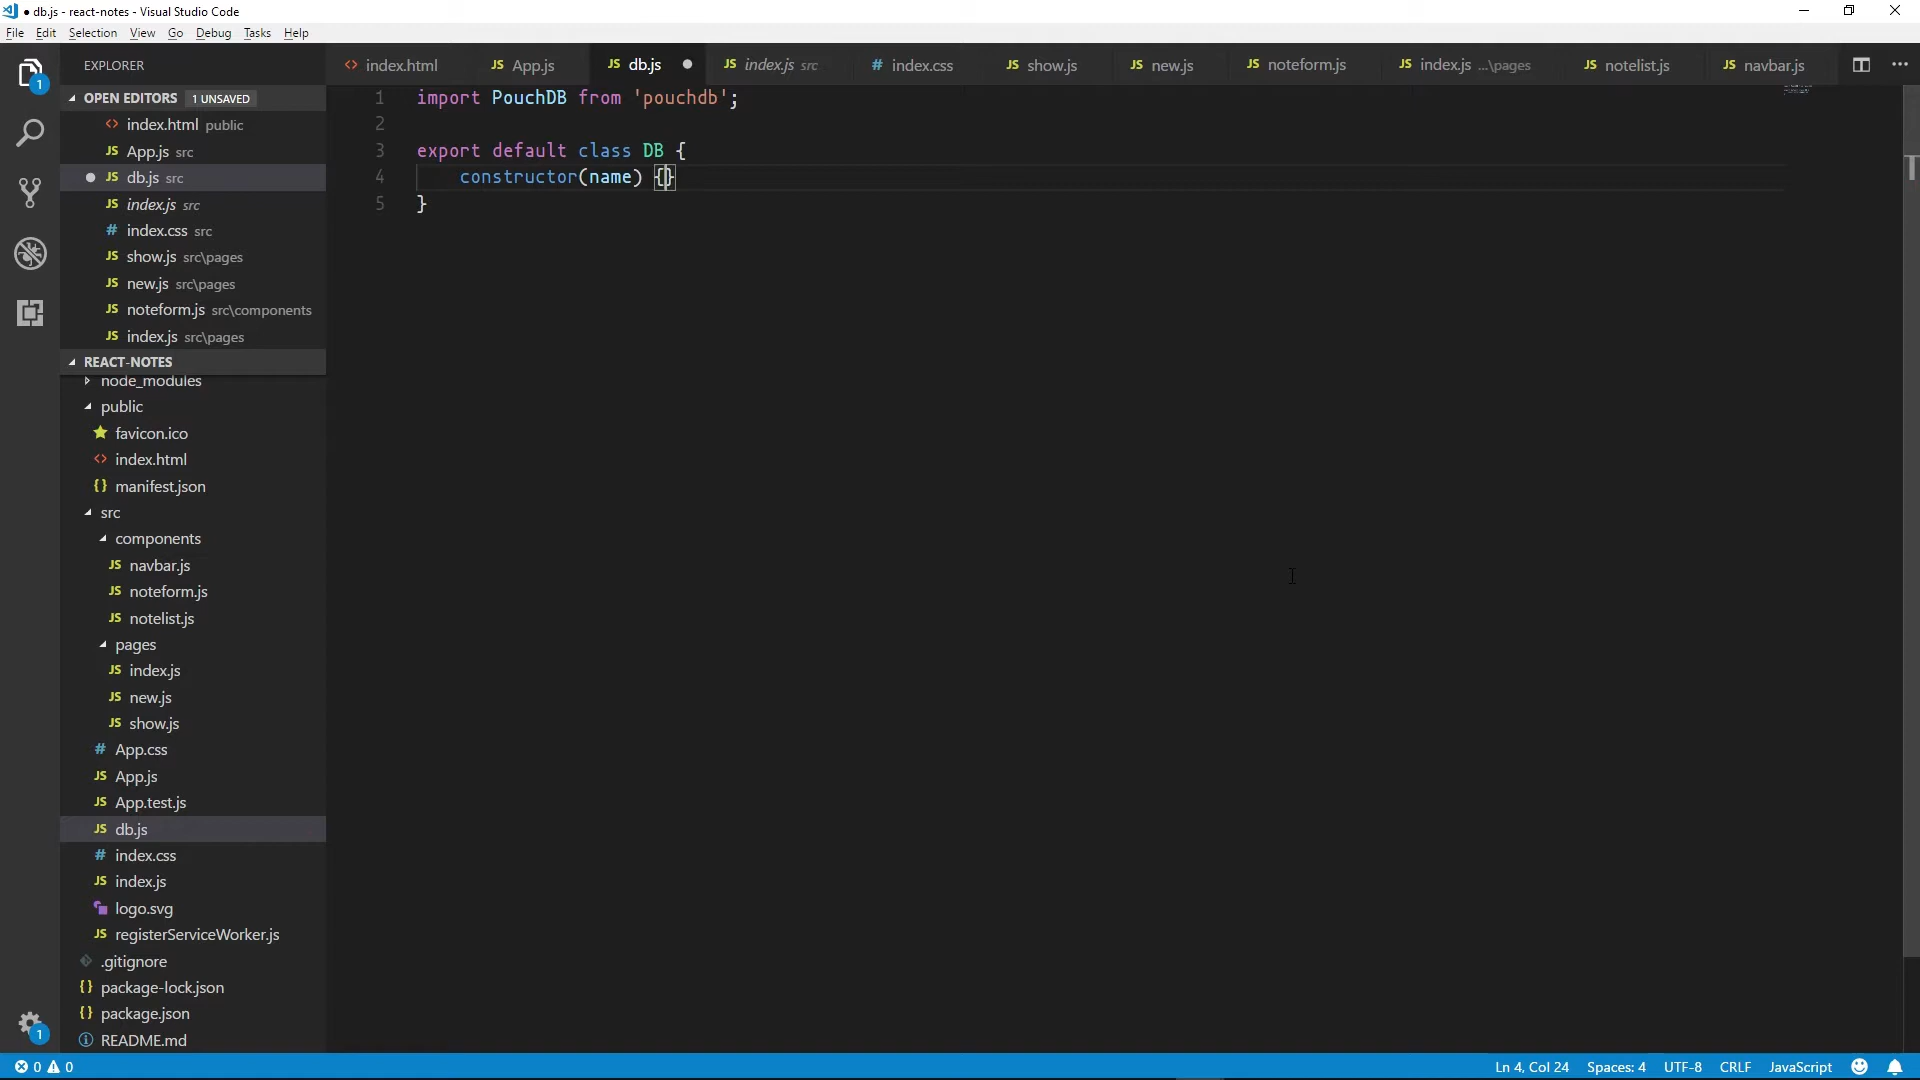 ● db.js - react-notes - Visual Studio Code
File Edit Selection View Go Debug Tasks Help
EXPLORER
OPEN EDITORS 1 UNSAVED
index.html public
App.js src
db.js src
index.js src
index.css src
show.js src\pages
new.js src\pages
noteform.js src\components
index.js src\pages
REACT-NOTES
node_modules
public
favicon.ico
index.html
manifest.json
src
components
navbar.js
noteform.js
notelist.js
pages
index.js
new.js
show.js
App.css
App.js
App.test.js
db.js
index.css
index.js
logo.svg
registerServiceWorker.js
.gitignore
package-lock.json
package.json
README.md
index.html App.js db.js index.js src index.css show.js new.js noteform.js index.js ...\pages notelist.js navbar.js
1 import PouchDB from 'pouchdb';
2
3 export default class DB {
4 constructor(name) {}
5 }
0 0 Ln 4, Col 24 Spaces: 4 UTF-8 CRLF JavaScript